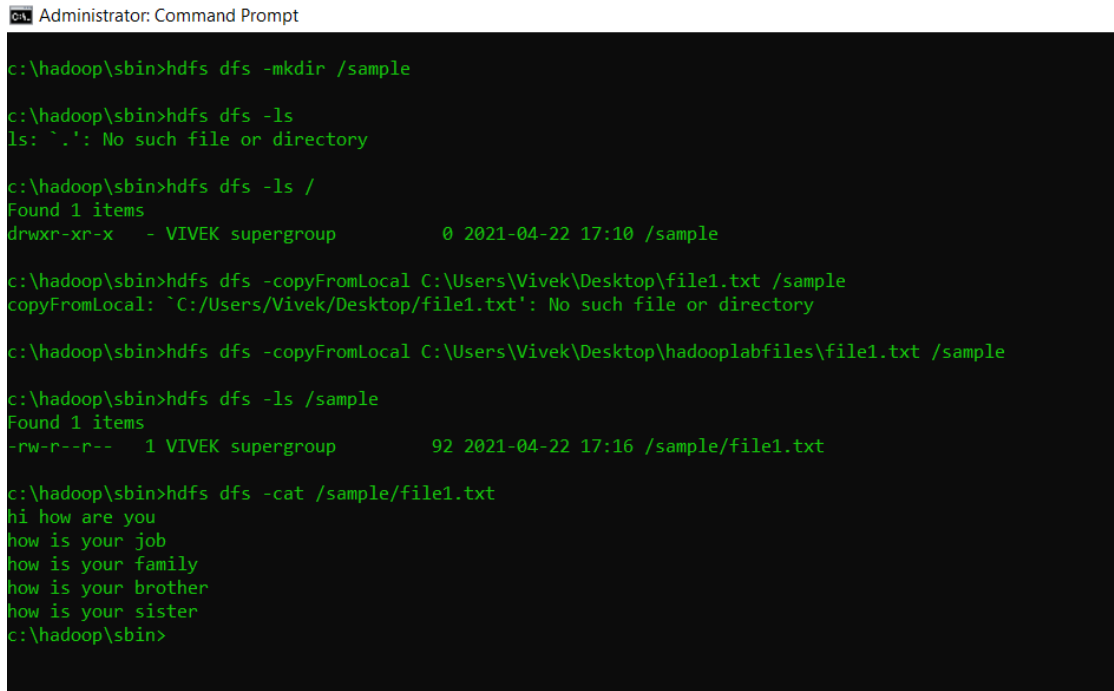 Administrator: Command Prompt
c:\hadoop\sbin>hdfs dfs -mkdir /sample
c:\hadoop\sbin>hdfs dfs -ls
ls: `.': No such file or directory
c:\hadoop\sbin>hdfs dfs -ls /
Found 1 items
drwxr-xr-x   - VIVEK supergroup          0 2021-04-22 17:10 /sample
c:\hadoop\sbin>hdfs dfs -copyFromLocal C:\Users\Vivek\Desktop\file1.txt /sample
copyFromLocal: `C:/Users/Vivek/Desktop/file1.txt': No such file or directory
c:\hadoop\sbin>hdfs dfs -copyFromLocal C:\Users\Vivek\Desktop\hadooplabfiles\file1.txt /sample
c:\hadoop\sbin>hdfs dfs -ls /sample
Found 1 items
-rw-r--r--   1 VIVEK supergroup         92 2021-04-22 17:16 /sample/file1.txt
c:\hadoop\sbin>hdfs dfs -cat /sample/file1.txt
hi how are you
how is your job
how is your family
how is your brother
how is your sister
c:\hadoop\sbin>